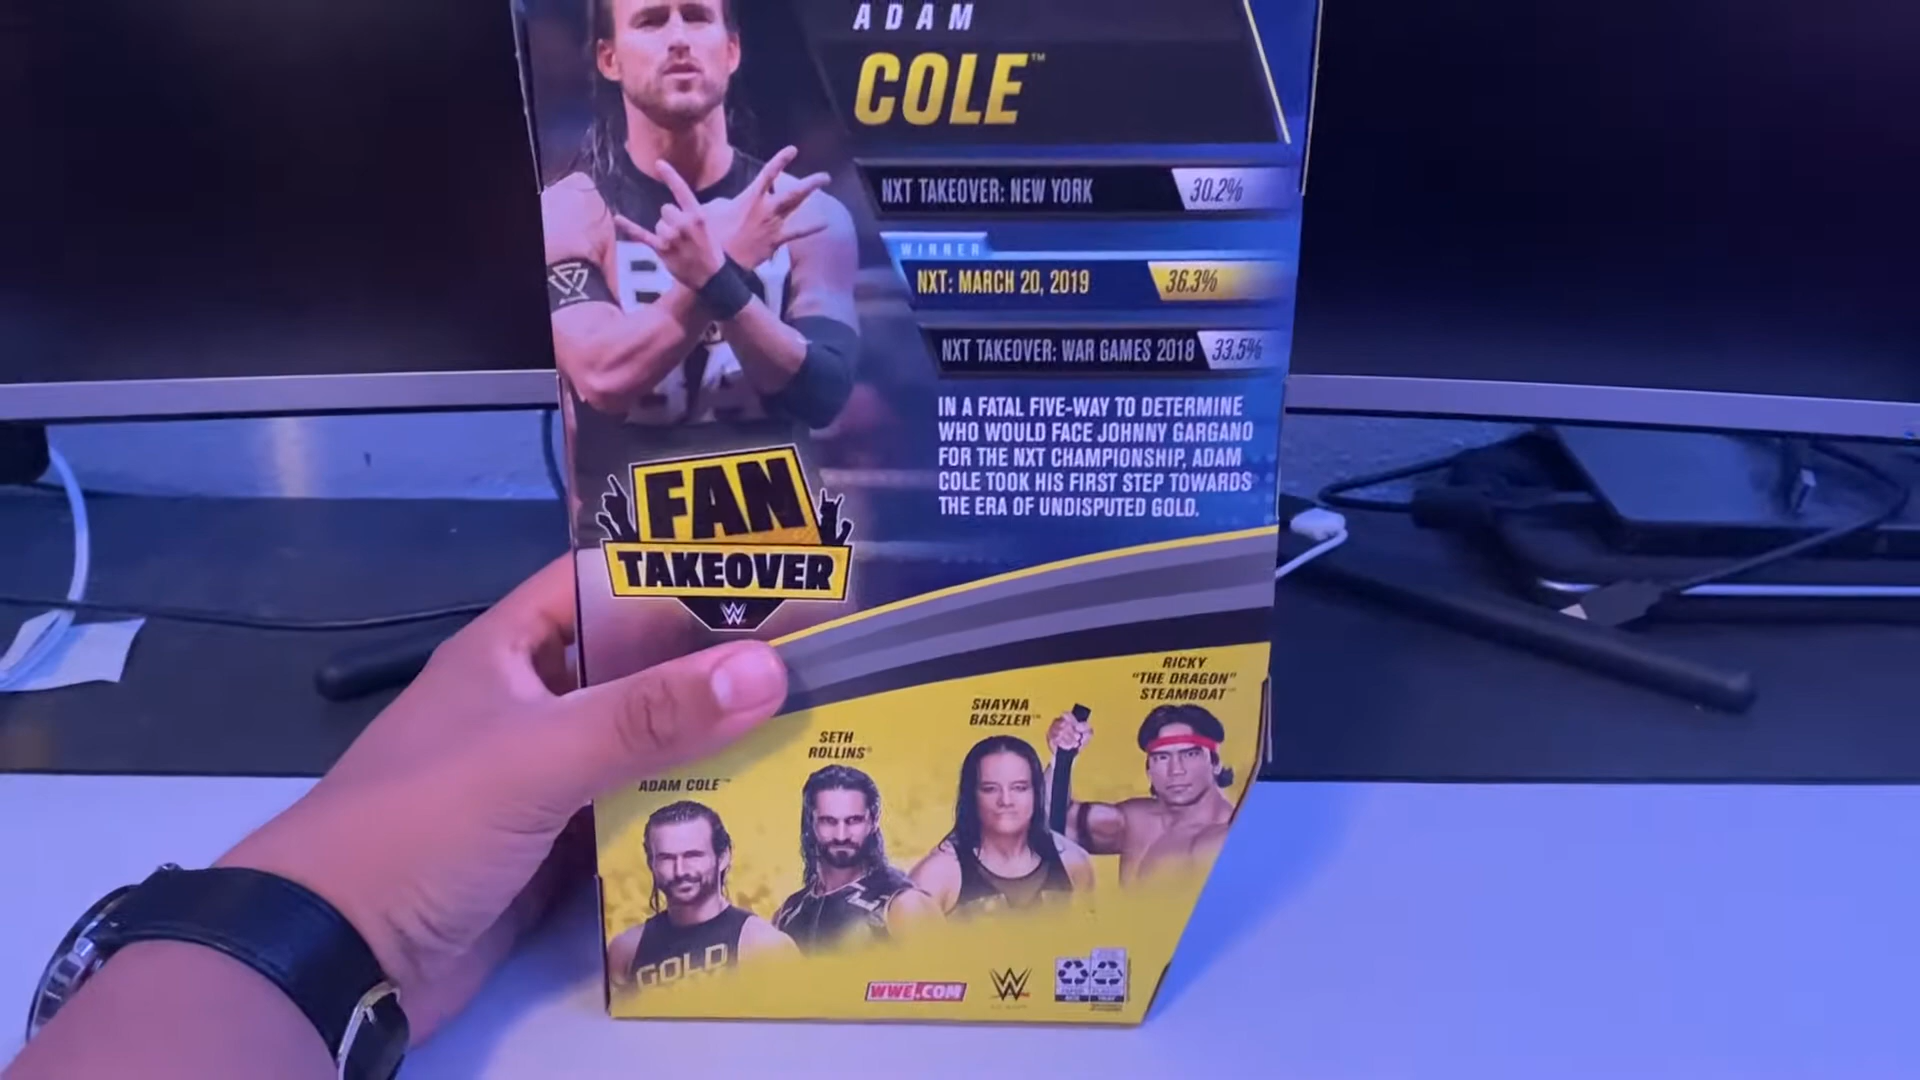 ADAM
COLE™
NXT TAKEOVER: NEW YORK 30.2%
WINNER
NXT: MARCH 20, 2019 36.3%
NXT TAKEOVER: WAR GAMES 2018 33.5%
IN A FATAL FIVE-WAY TO DETERMINE
WHO WOULD FACE JOHNNY GARGANO
FOR THE NXT CHAMPIONSHIP, ADAM
COLE TOOK HIS FIRST STEP TOWARDS
THE ERA OF UNDISPUTED GOLD.
FAN
TAKEOVER
W
RICKY
"THE DRAGON"
STEAMBOAT™
SHAYNA
BASZLER™
SETH
ROLLINS®
ADAM COLE™
GOLD
WWE.COM
W